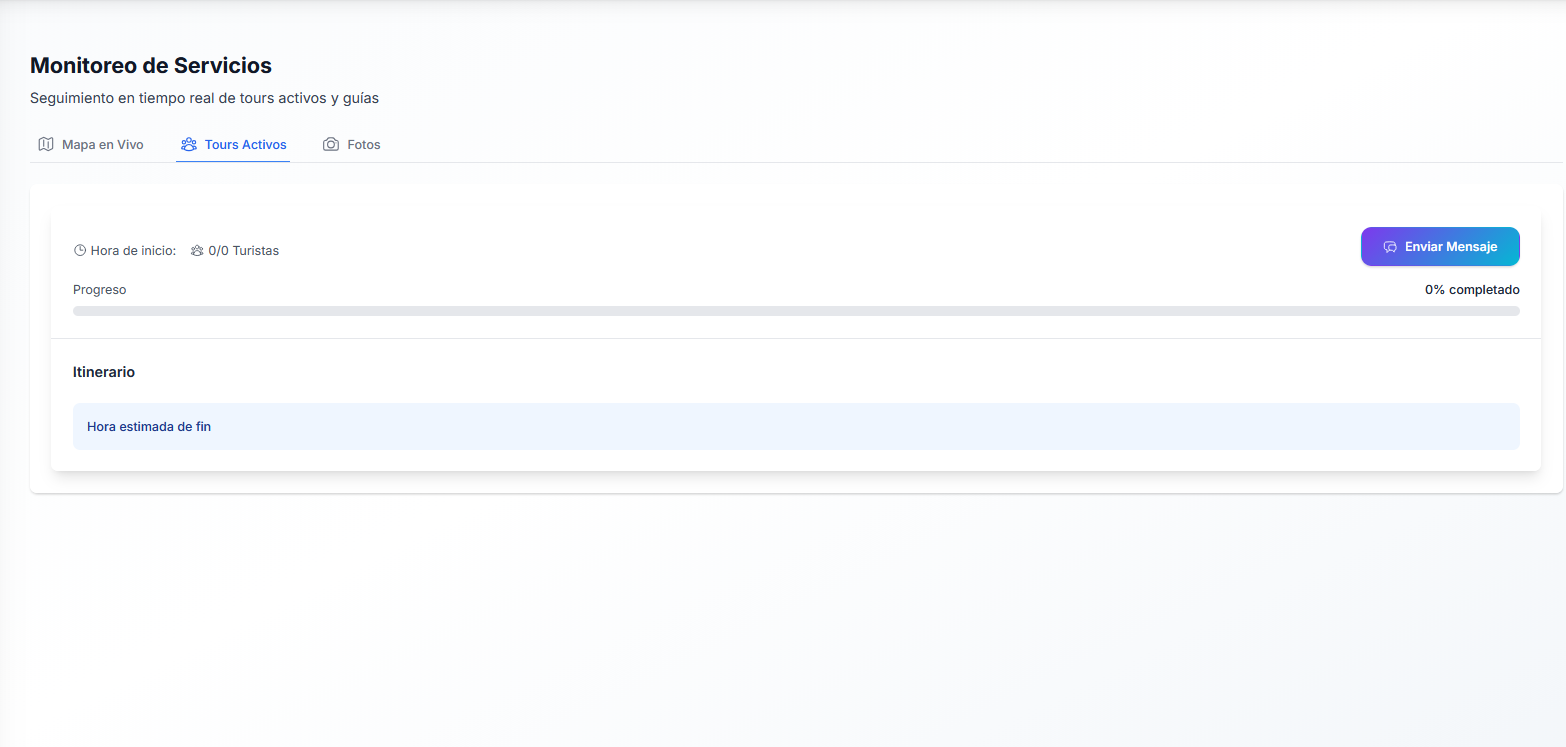 Monitoreo de Servicios
Seguimiento en tiempo real de tours activos y guías
Mapa en Vivo Tours Activos Fotos
Hora de inicio: 0/0 Turistas Enviar Mensaje
Progreso 0% completado
Itinerario
Hora estimada de fin